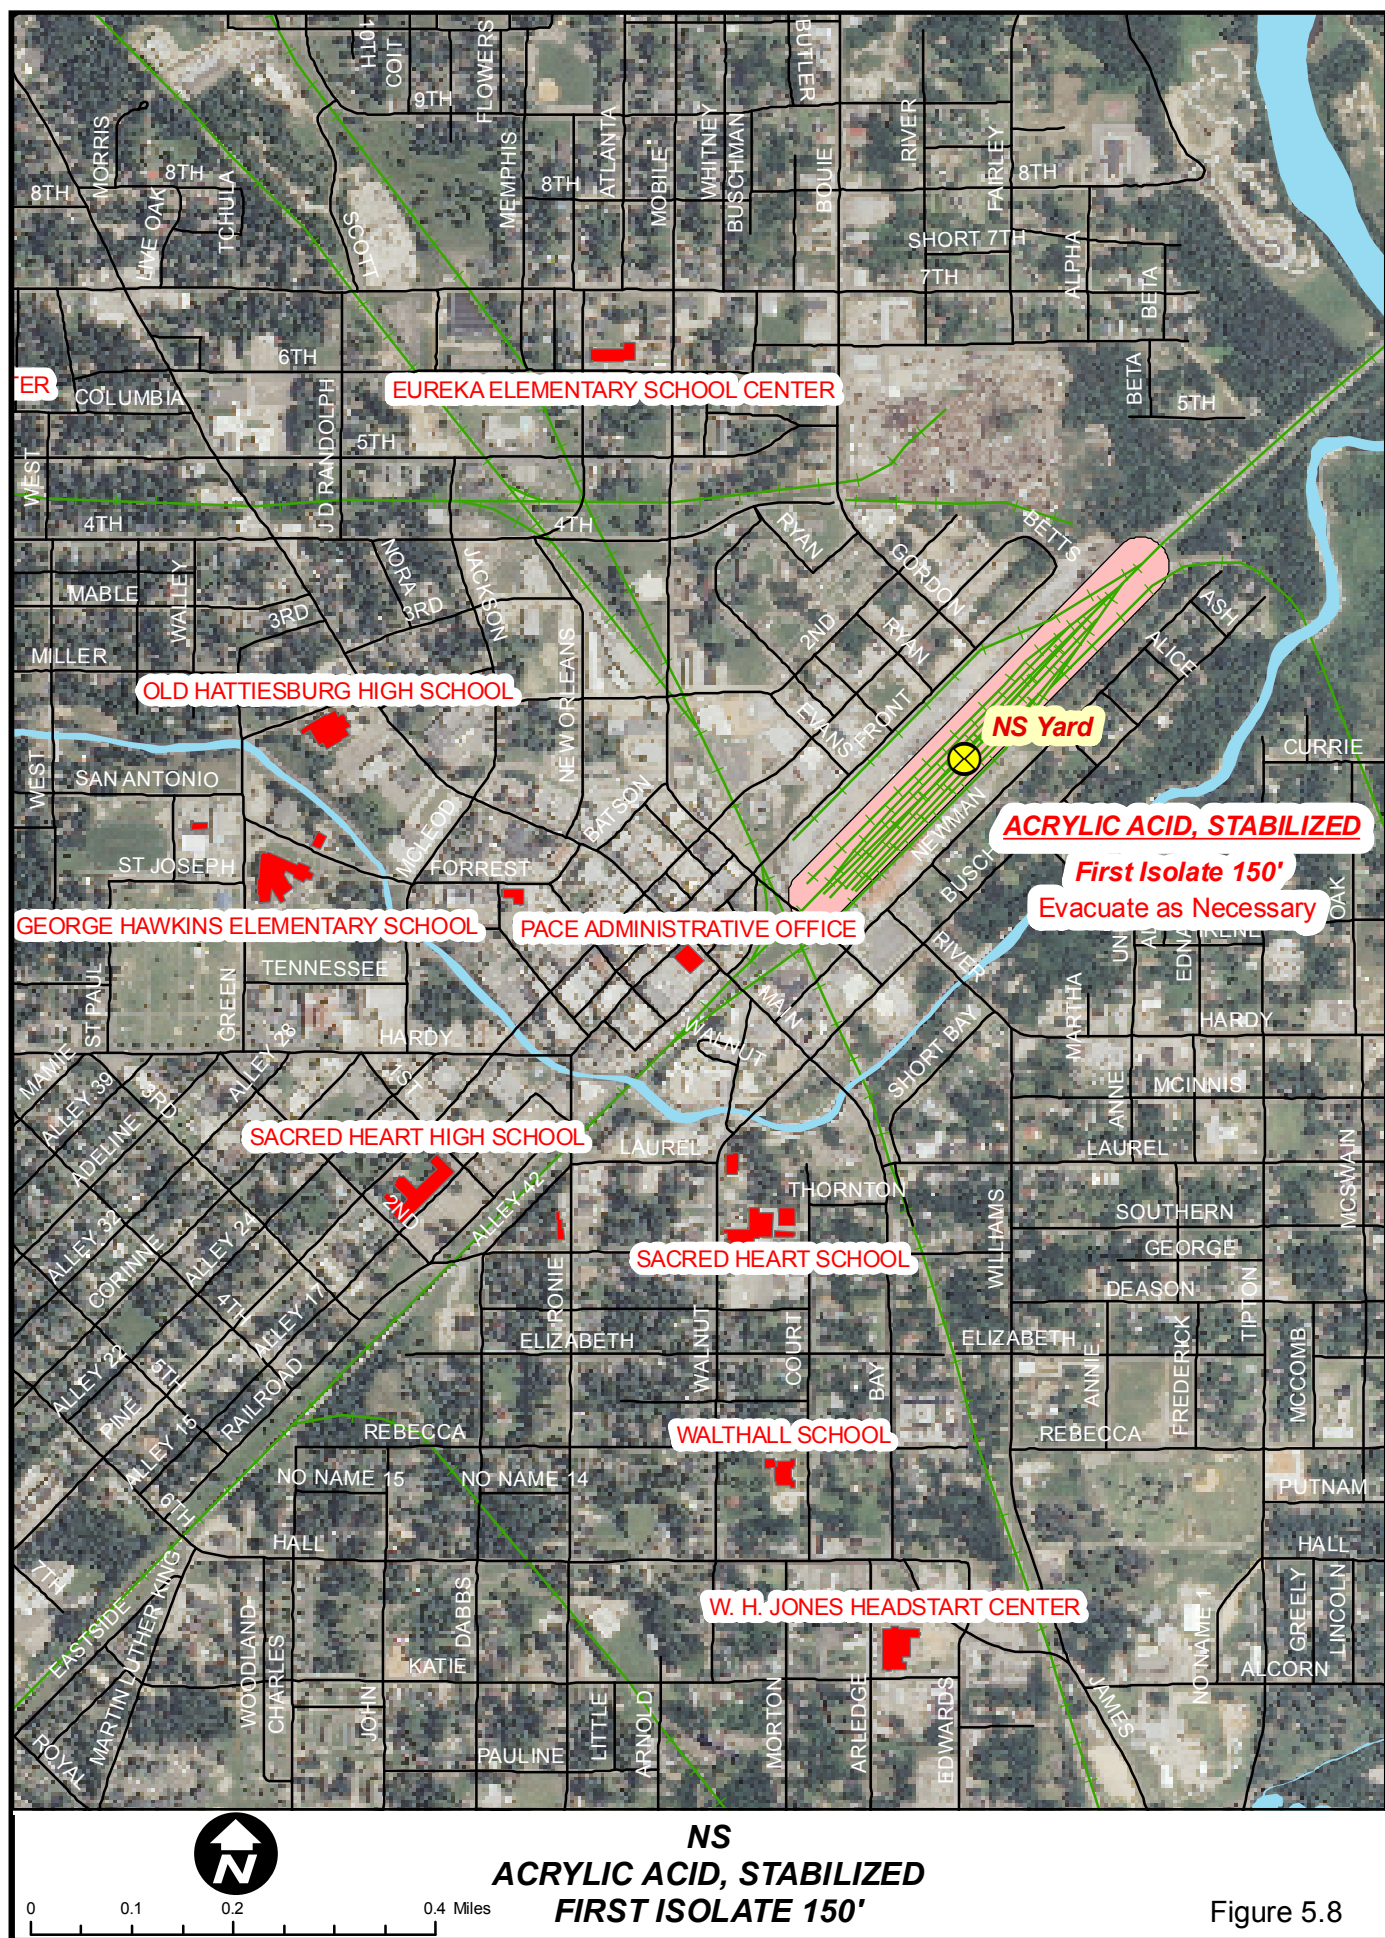 10TH
COIT
FLOWERS
BUTLER
9TH
MORRIS
MEMPHIS
ATLANTA
MOBILE
WHITNEY
BUSCHMAN
BOUIE
RIVER
FAIRLEY
8TH
8TH
8TH
8TH
LIVE OAK
TCHULA
SCOTT
SHORT 7TH
7TH
ALPHA
BETA
6TH
TER
COLUMBIA
EUREKA ELEMENTARY SCHOOL CENTER
BETA
5TH
J D RANDOLPH
5TH
WEST
4TH
4TH
RYAN
GORDON
BETTS
NORA
JACKSON
MABLE
WALLEY
3RD
3RD
2ND
RYAN
ASH
ALICE
MILLER
NEW ORLEANS
OLD HATTIESBURG HIGH SCHOOL
EVANS
FRONT
NS Yard
CURRIE
WEST
SAN ANTONIO
BATSON
MCLEOD
NEWMAN
ACRYLIC ACID, STABILIZED
First Isolate 150'
Evacuate as Necessary
ST JOSEPH
FORREST
BUSCH
OAK
GEORGE HAWKINS ELEMENTARY SCHOOL
PACE ADMINISTRATIVE OFFICE
RIVER
UN
AL
EDNA
IRENE
TENNESSEE
ST PAUL
GREEN
MAIN
WALNUT
MARTHA
HARDY
HARDY
SHORT BAY
MAMIE
ALLEY 39
3RD
ALLEY 28
1ST
ANNE
MCINNIS
ADELINE
SACRED HEART HIGH SCHOOL
LAUREL
LAUREL
MCSWAIN
2ND
ALLEY 42
THORNTON
ALLEY 32
CORINNE
ALLEY 24
WILLIAMS
SOUTHERN
GEORGE
SACRED HEART SCHOOL
RONIE
DEASON
4TH
ALLEY 17
ELIZABETH
WALNUT
COURT
BAY
ELIZABETH
TIPTON
ALLEY 22
5TH
PINE
RAILROAD
ANNIE
FREDERICK
MCCOMB
ALLEY 15
REBECCA
WALTHALL SCHOOL
REBECCA
NO NAME 15
NO NAME 14
PUTNAM
6TH
HALL
HALL
7TH
EASTSIDE
MARTIN LUTHER KING
WOODLAND
CHARLES
DABBS
W. H. JONES HEADSTART CENTER
NO NAME 1
GREELY
LINCOLN
KATIE
ALCORN
JOHN
LITTLE
ARNOLD
MORTON
ARLEDGE
EDWARDS
JAMES
ROYAL
PAULINE
N
0 0.1 0.2 0.4 Miles
NS
ACRYLIC ACID, STABILIZED
FIRST ISOLATE 150'
Figure 5.8